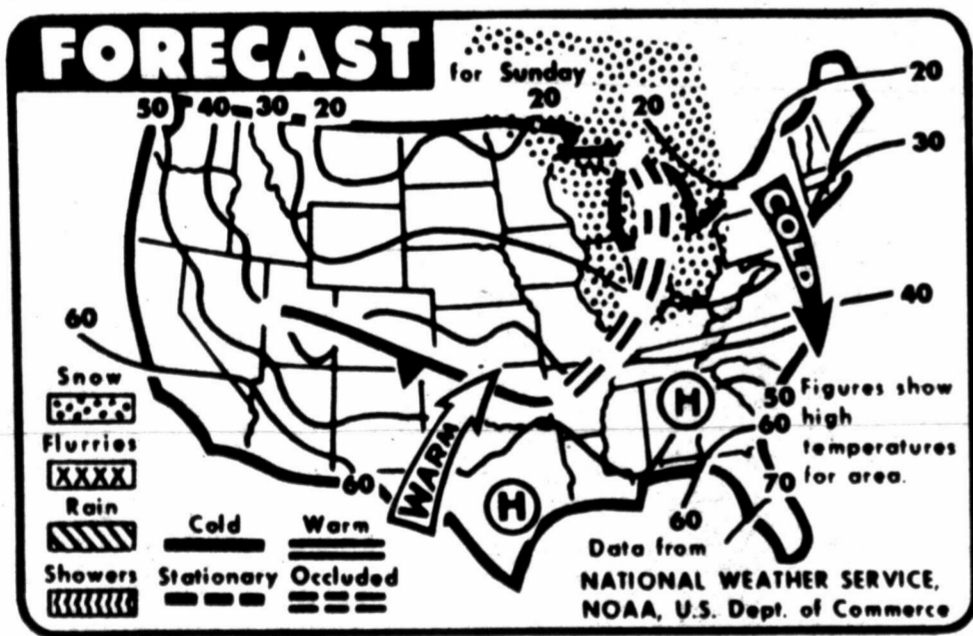 FORECAST
for Sunday
50 40 30 20 20 20 20
30
COLD
40
60
Snow
Flurries
XXXX
Rain
Showers
Cold Warm
Stationary Occluded
60
WARM
H
H
50
60
70
60
Figures show
high
temperatures
for area.
Data from
NATIONAL WEATHER SERVICE,
NOAA, U.S. Dept. of Commerce